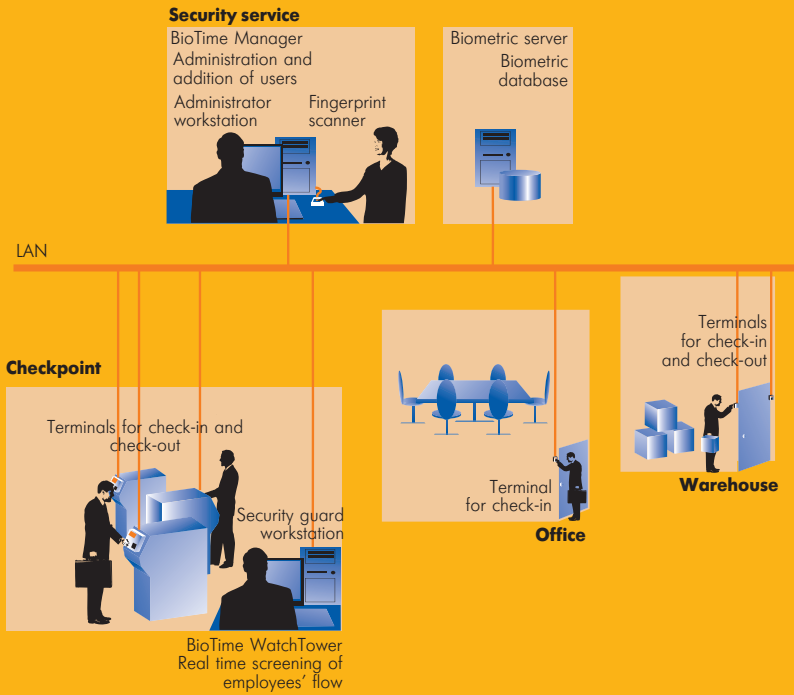 Security service
BioTime Manager
Administration and
addition of users
Administrator
workstation
Fingerprint
scanner
Biometric server
Biometric
database
LAN
Checkpoint
Terminals for check-in and
check-out
Security guard
workstation
BioTime WatchTower
Real time screening of
employees' flow
Terminal
for check-in
Office
Terminals
for check-in
and check-out
Warehouse